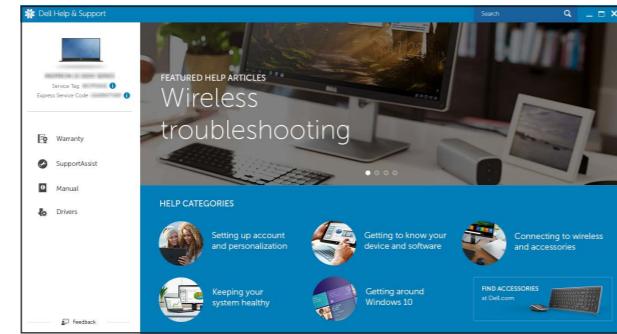 Dell Help & Support
Search
Service Tag:
Express Service Code:
Warranty
SupportAssist
Manual
Drivers
Feedback
FEATURED HELP ARTICLES
Wireless
troubleshooting
HELP CATEGORIES
Setting up account
and personalization
Getting to know your
device and software
Connecting to wireless
and accessories
Keeping your
system healthy
Getting around
Windows 10
FIND ACCESSORIES
at Dell.com